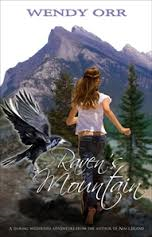 WENDY ORR
Raven's
Mountain
A DARING WILDERNESS ADVENTURE FROM THE AUTHOR OF NIM'S ISLAND